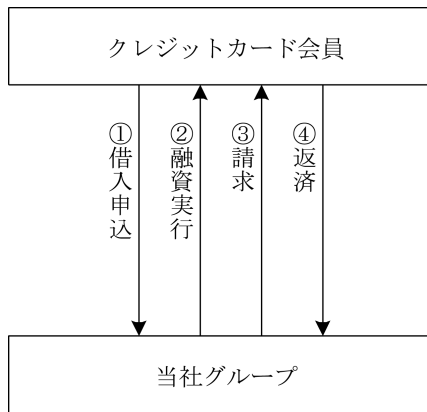 クレジットカード会員
①借入申込
②融資実行
③請求
④返済
当社グループ